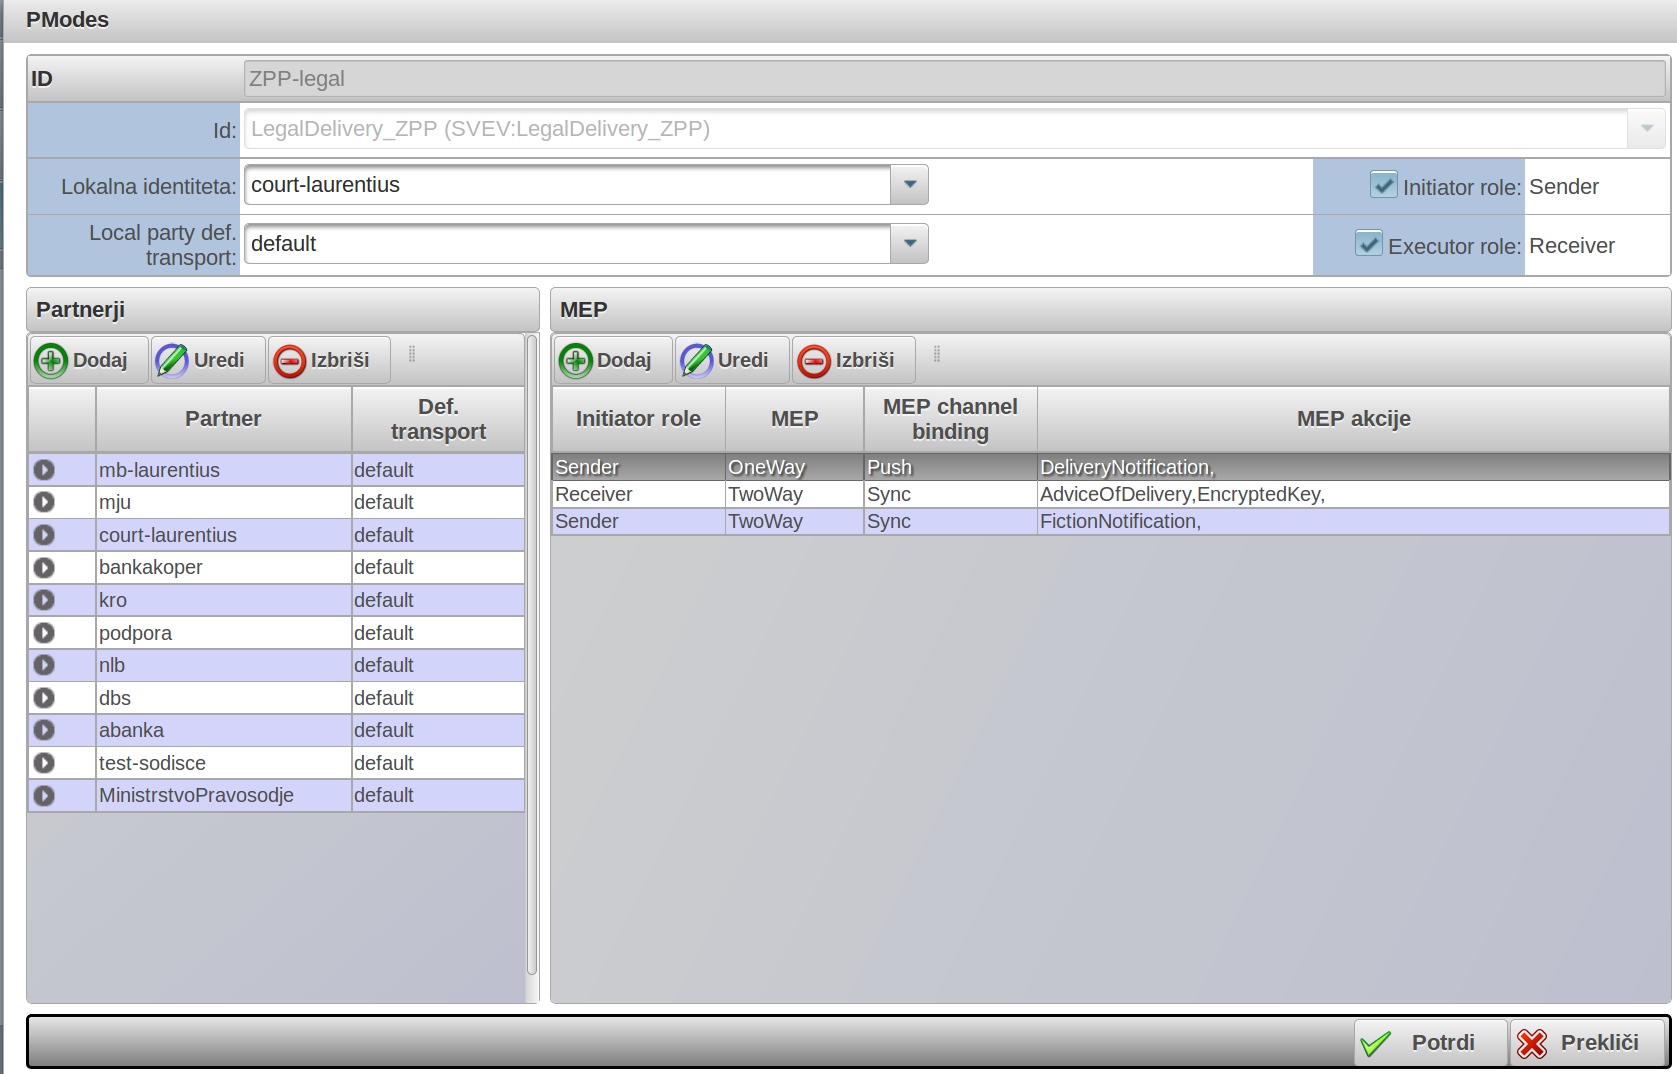 PModes
ID ZPP-legal
Id: LegalDelivery_ZPP (SVEV:LegalDelivery_ZPP)
Lokalna identiteta: court-laurentius Initiator role: Sender
Local party def.
transport: default Executor role: Receiver
Partnerji
Dodaj Uredi Izbriši
Partner Def.
transport
mb-laurentius default
mju default
court-laurentius default
bankakoper default
kro default
podpora default
nlb default
dbs default
abanka default
test-sodisce default
MinistrstvoPravosodje default
MEP
Dodaj Uredi Izbriši
Initiator role MEP MEP channel
binding MEP akcije
Sender OneWay Push DeliveryNotification,
Receiver TwoWay Sync AdviceOfDelivery,EncryptedKey,
Sender TwoWay Sync FictionNotification,
Potrdi Prekliči